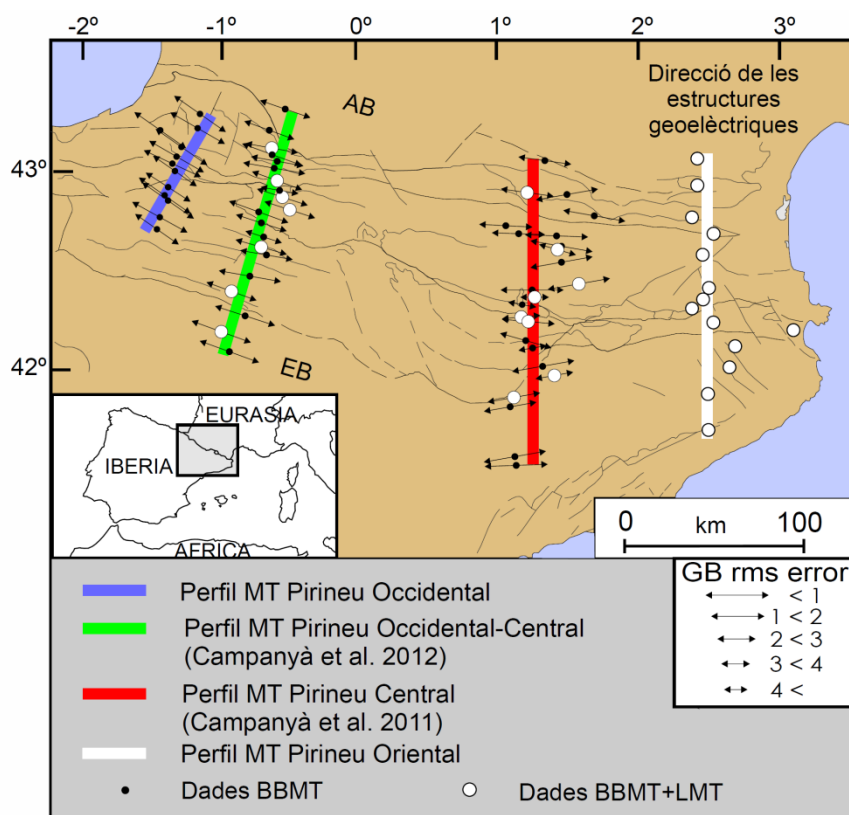 -2º -1º 0º 1º 2º 3º
43º
42º
AB
EB
Direcció de les
estructures
geoelèctriques
EURASIA
IBERIA
AFRICA
0 km 100
GB rms error
< 1
1 < 2
2 < 3
3 < 4
4 <
Perfil MT Pirineu Occidental
Perfil MT Pirineu Occidental-Central
(Campanyà et al. 2012)
Perfil MT Pirineu Central
(Campanyà et al. 2011)
Perfil MT Pirineu Oriental
Dades BBMT
Dades BBMT+LMT